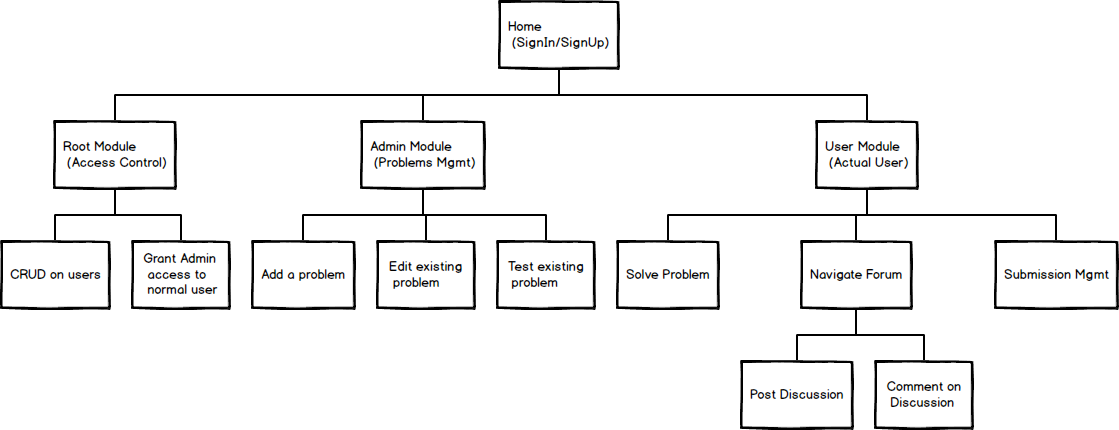 Home
(SignIn/SignUp)
Root Module
(Access Control)
Admin Module
(Problems Mgmt)
User Module
(Actual User)
CRUD on users
Grant Admin
access to
normal user
Add a problem
Edit existing
problem
Test existing
problem
Solve Problem
Navigate Forum
Submission Mgmt
Post Discussion
Comment on
Discussion